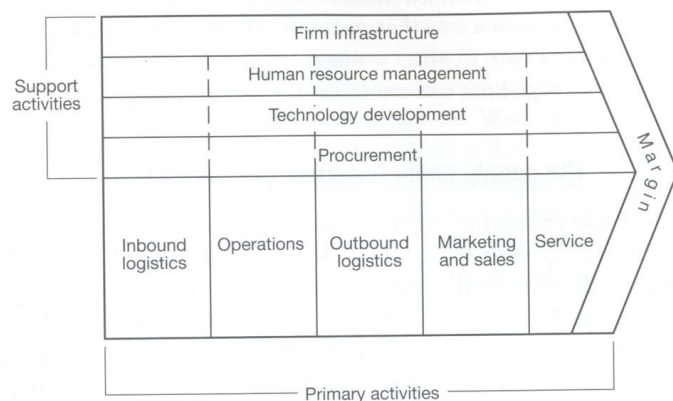 Firm infrastructure
Human resource management
Support
activities
Technology development
Procurement
Margin
Inbound
logistics
Operations
Outbound
logistics
Marketing
and sales
Service
Primary activities